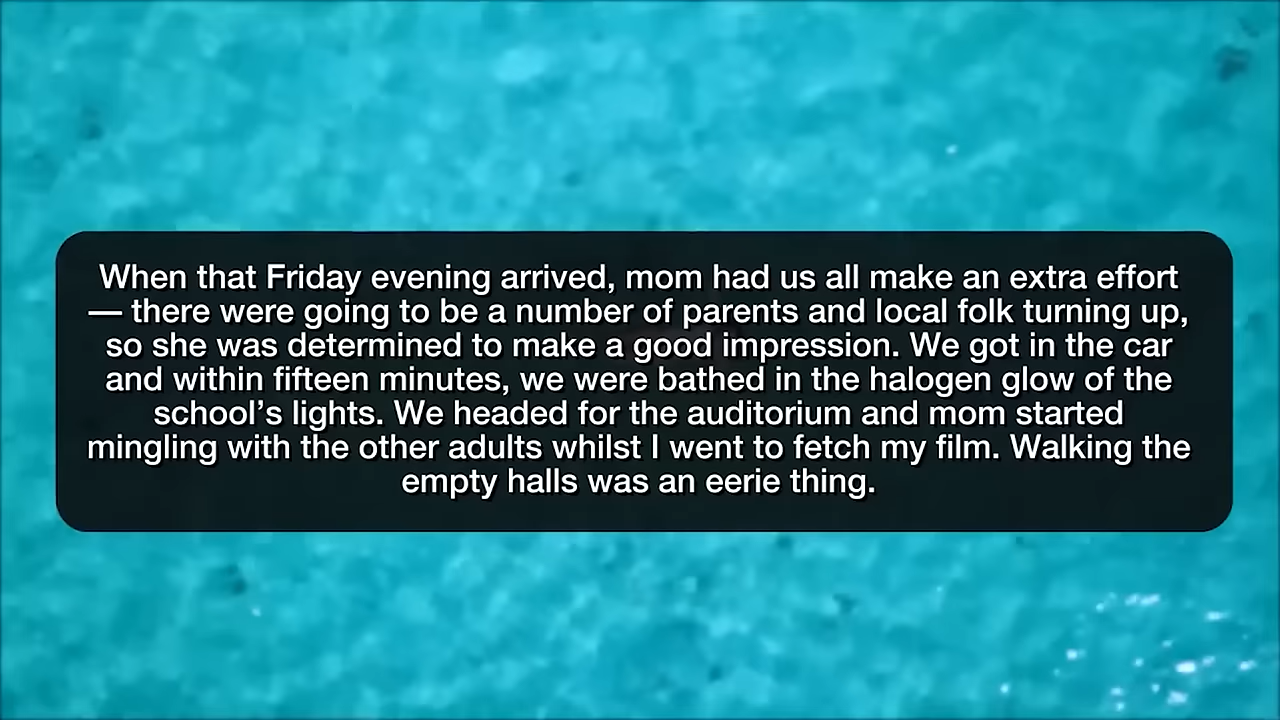 When that Friday evening arrived, mom had us all make an extra effort
— there were going to be a number of parents and local folk turning up,
so she was determined to make a good impression. We got in the car
and within fifteen minutes, we were bathed in the halogen glow of the
school’s lights. We headed for the auditorium and mom started
mingling with the other adults whilst I went to fetch my film. Walking the
empty halls was an eerie thing.